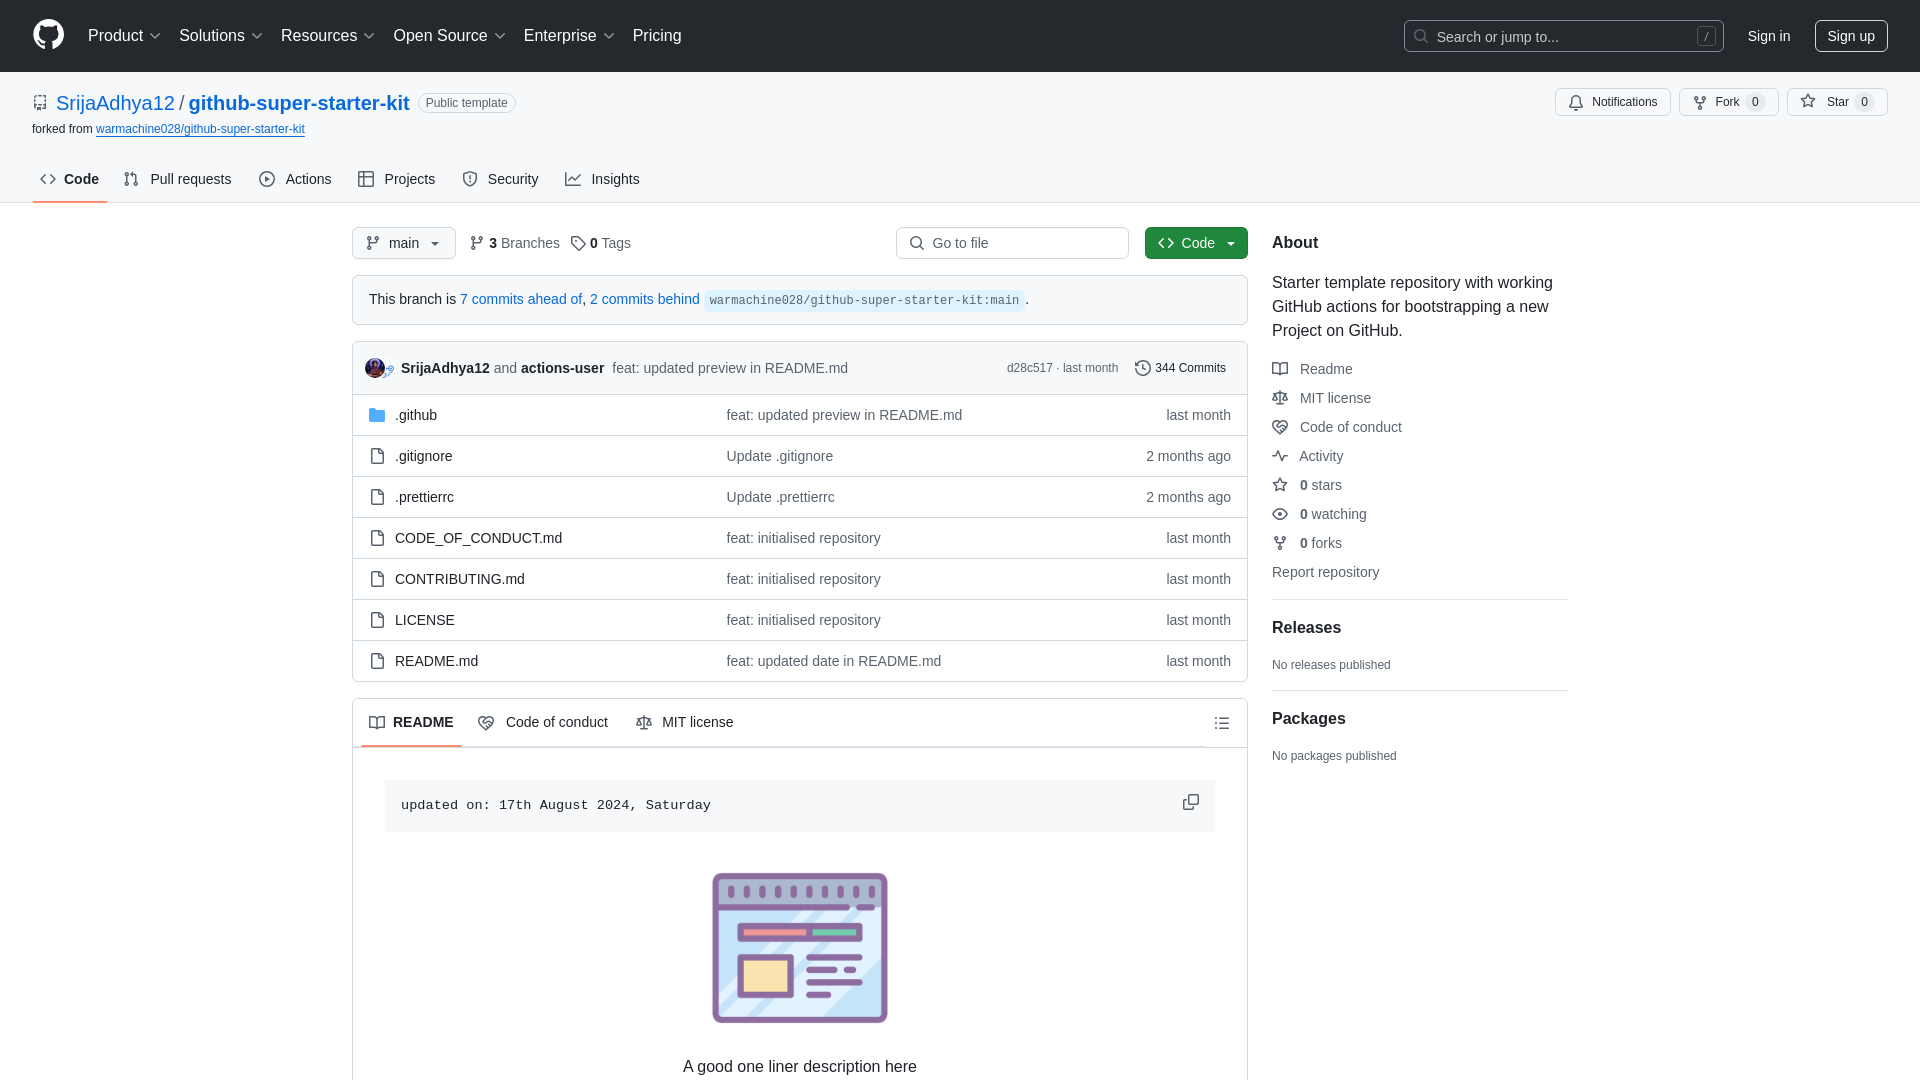 Product Solutions Resources Open Source Enterprise Pricing Search or jump to... / Sign in Sign up
SrijaAdhya12 / github-super-starter-kit Public template Notifications Fork 0 Star 0
forked from warmachine028/github-super-starter-kit
Code Pull requests Actions Projects Security Insights
main 3 Branches 0 Tags Go to file Code
This branch is 7 commits ahead of, 2 commits behind warmachine028/github-super-starter-kit:main.
SrijaAdhya12 and actions-user feat: updated preview in README.md d28c517 · last month 344 Commits
.github feat: updated preview in README.md last month
.gitignore Update .gitignore 2 months ago
.prettierrc Update .prettierrc 2 months ago
CODE_OF_CONDUCT.md feat: initialised repository last month
CONTRIBUTING.md feat: initialised repository last month
LICENSE feat: initialised repository last month
README.md feat: updated date in README.md last month
README Code of conduct MIT license
updated on: 17th August 2024, Saturday
A good one liner description here
About
Starter template repository with working
GitHub actions for bootstrapping a new
Project on GitHub.
Readme
MIT license
Code of conduct
Activity
0 stars
0 watching
0 forks
Report repository
Releases
No releases published
Packages
No packages published